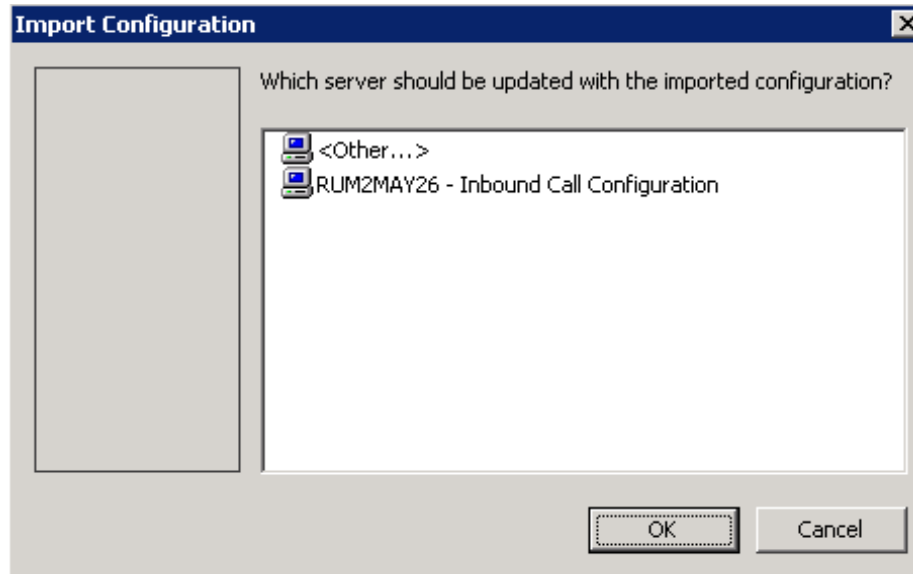 Import Configuration
Which server should be updated with the imported configuration?
<Other...>
RUM2MAY26 - Inbound Call Configuration
OK
Cancel